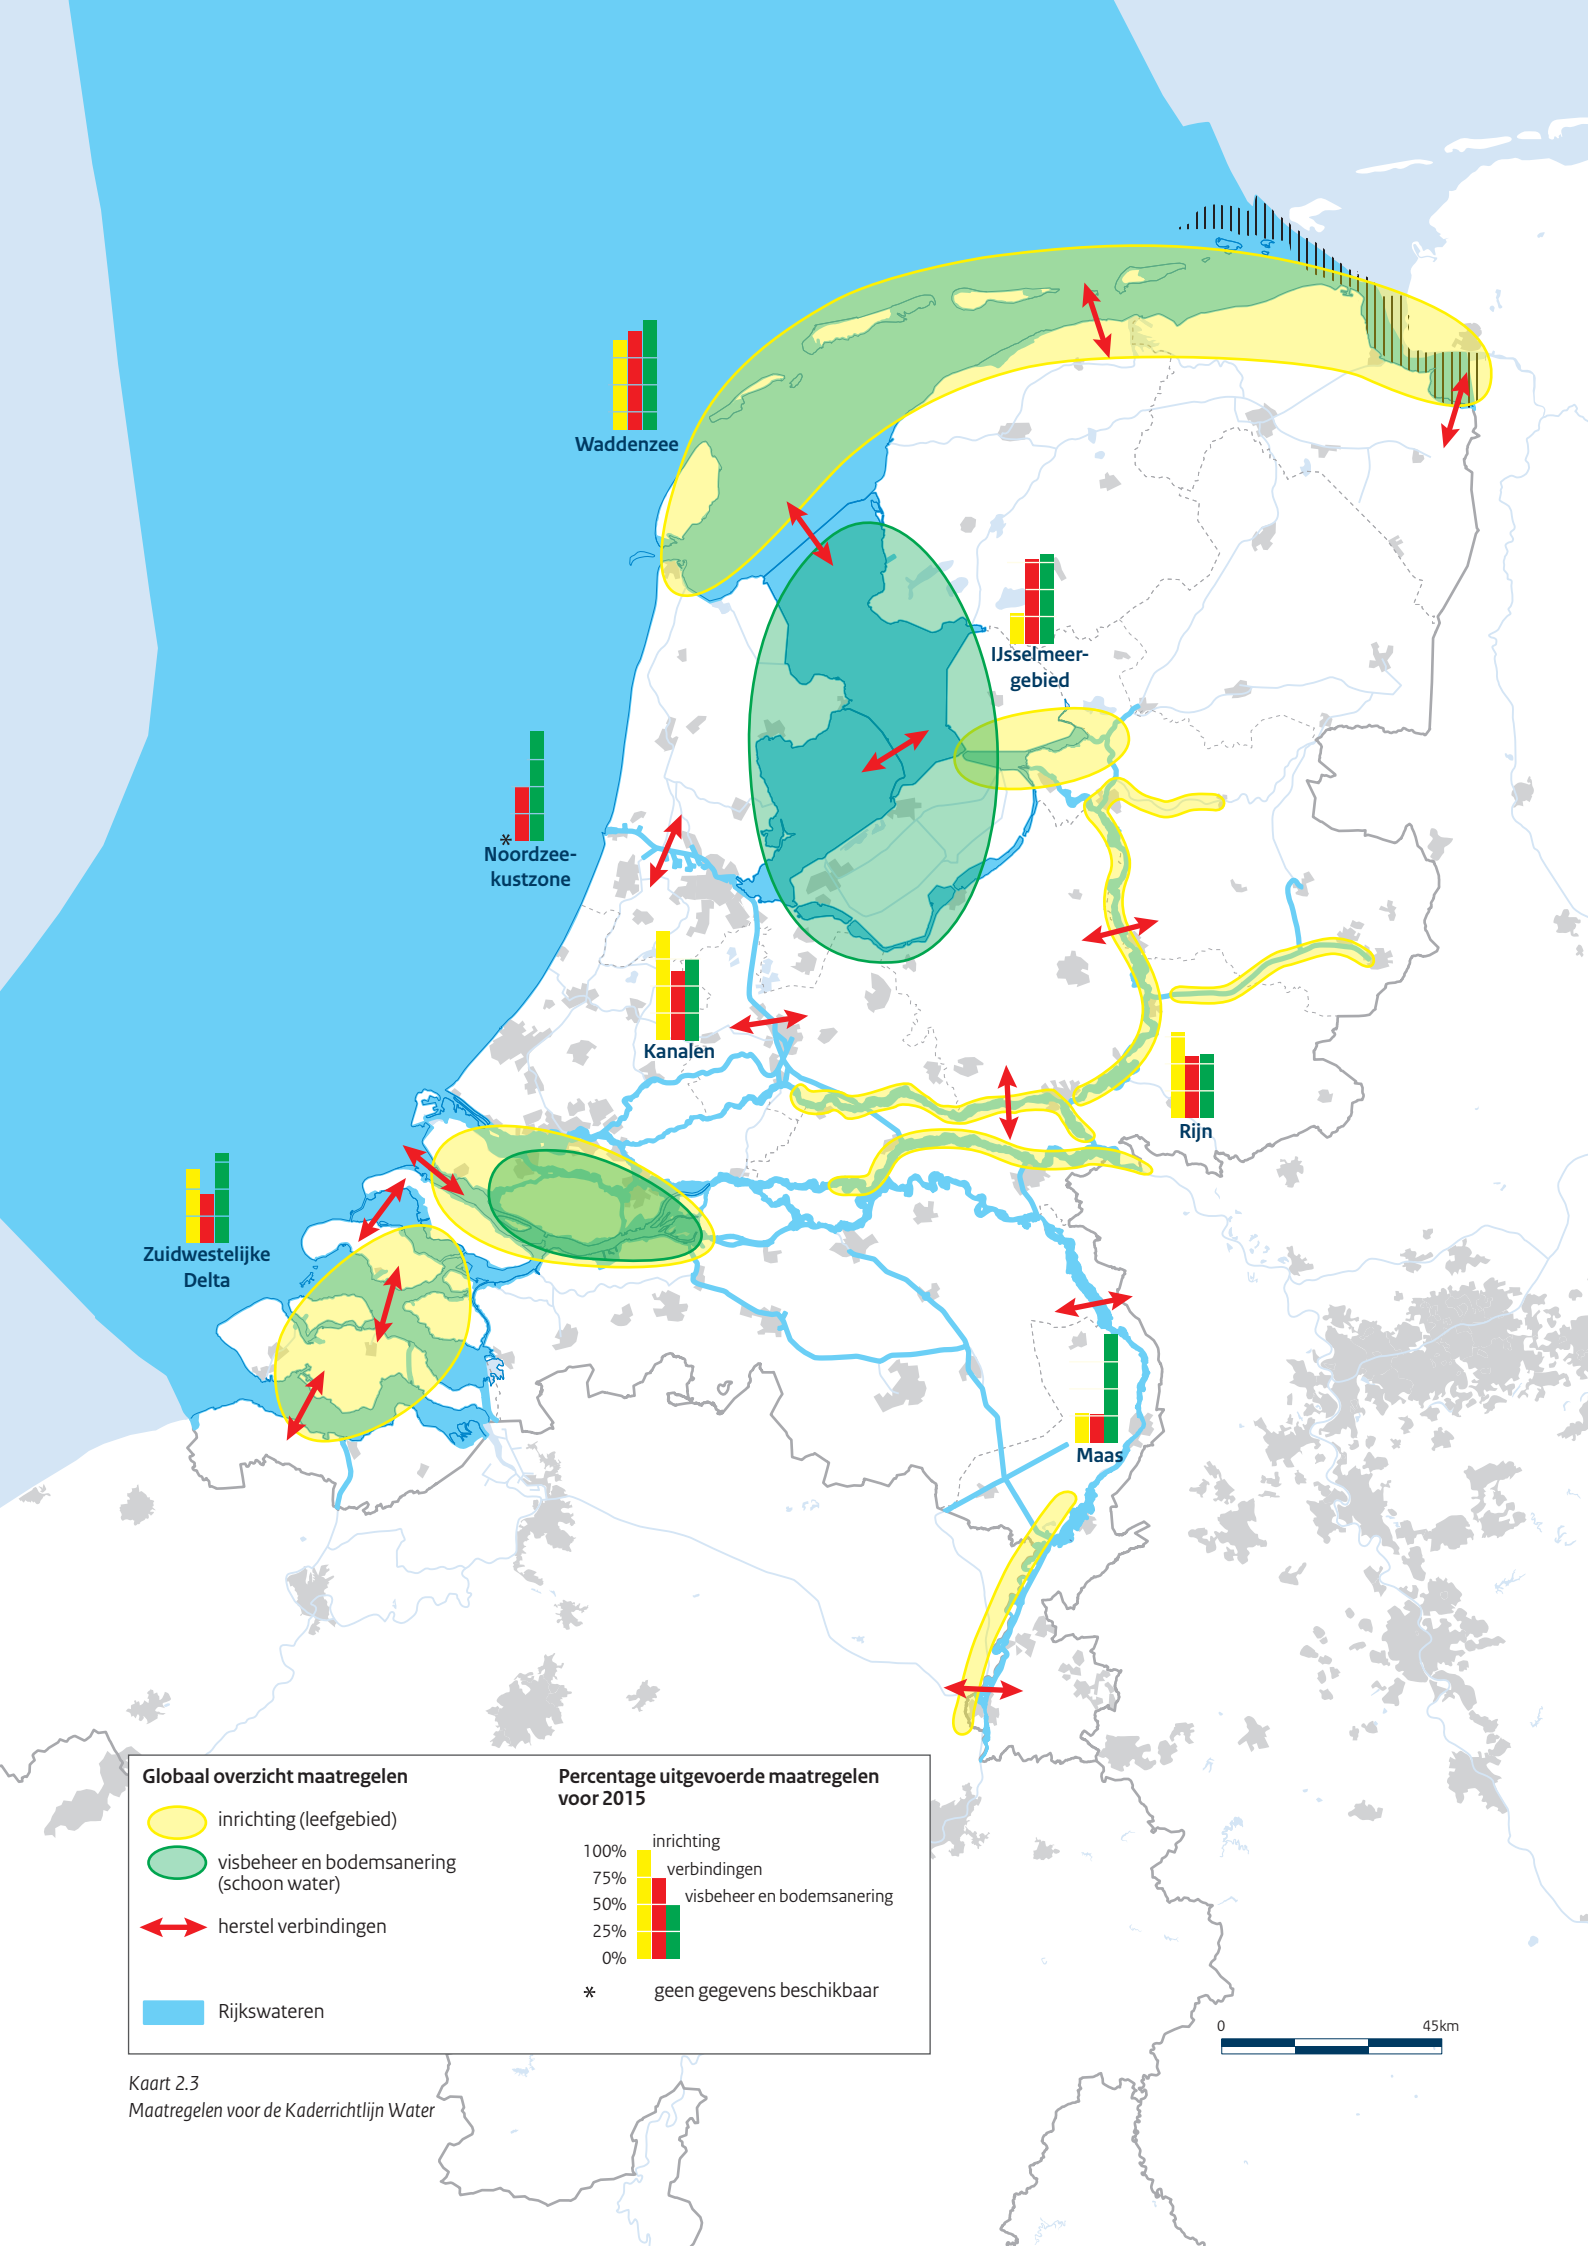 Waddenzee
IJsselmeer-
gebied
*
Noordzee-
kustzone
Kanalen
Rijn
Zuidwestelijke
Delta
Maas
Globaal overzicht maatregelen
inrichting (leefgebied)
visbeheer en bodemsanering
(schoon water)
herstel verbindingen
Rijkswateren
Percentage uitgevoerde maatregelen
voor 2015
100%
75%
50%
25%
0%
inrichting
verbindingen
visbeheer en bodemsanering
* geen gegevens beschikbaar
0 45km
Kaart 2.3
Maatregelen voor de Kaderrichtlijn Water